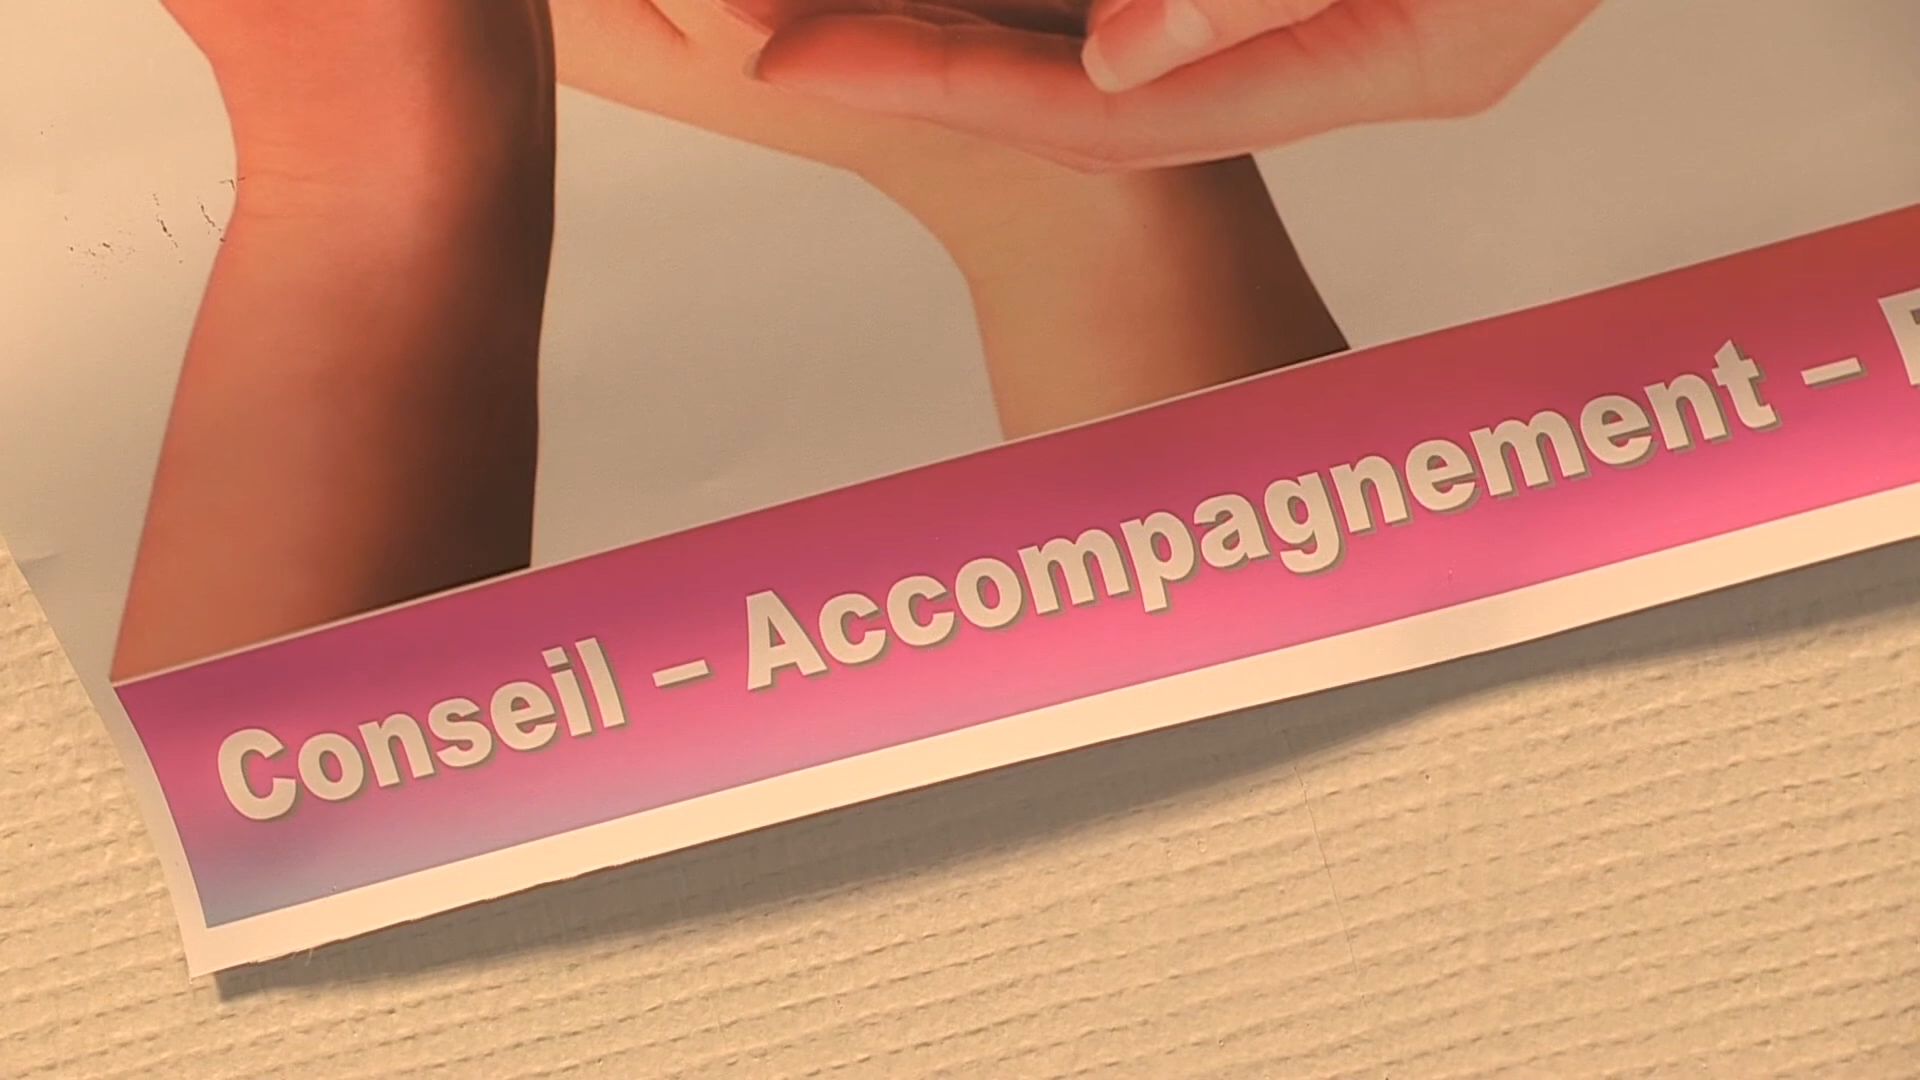 Conseil – Accompagnement –